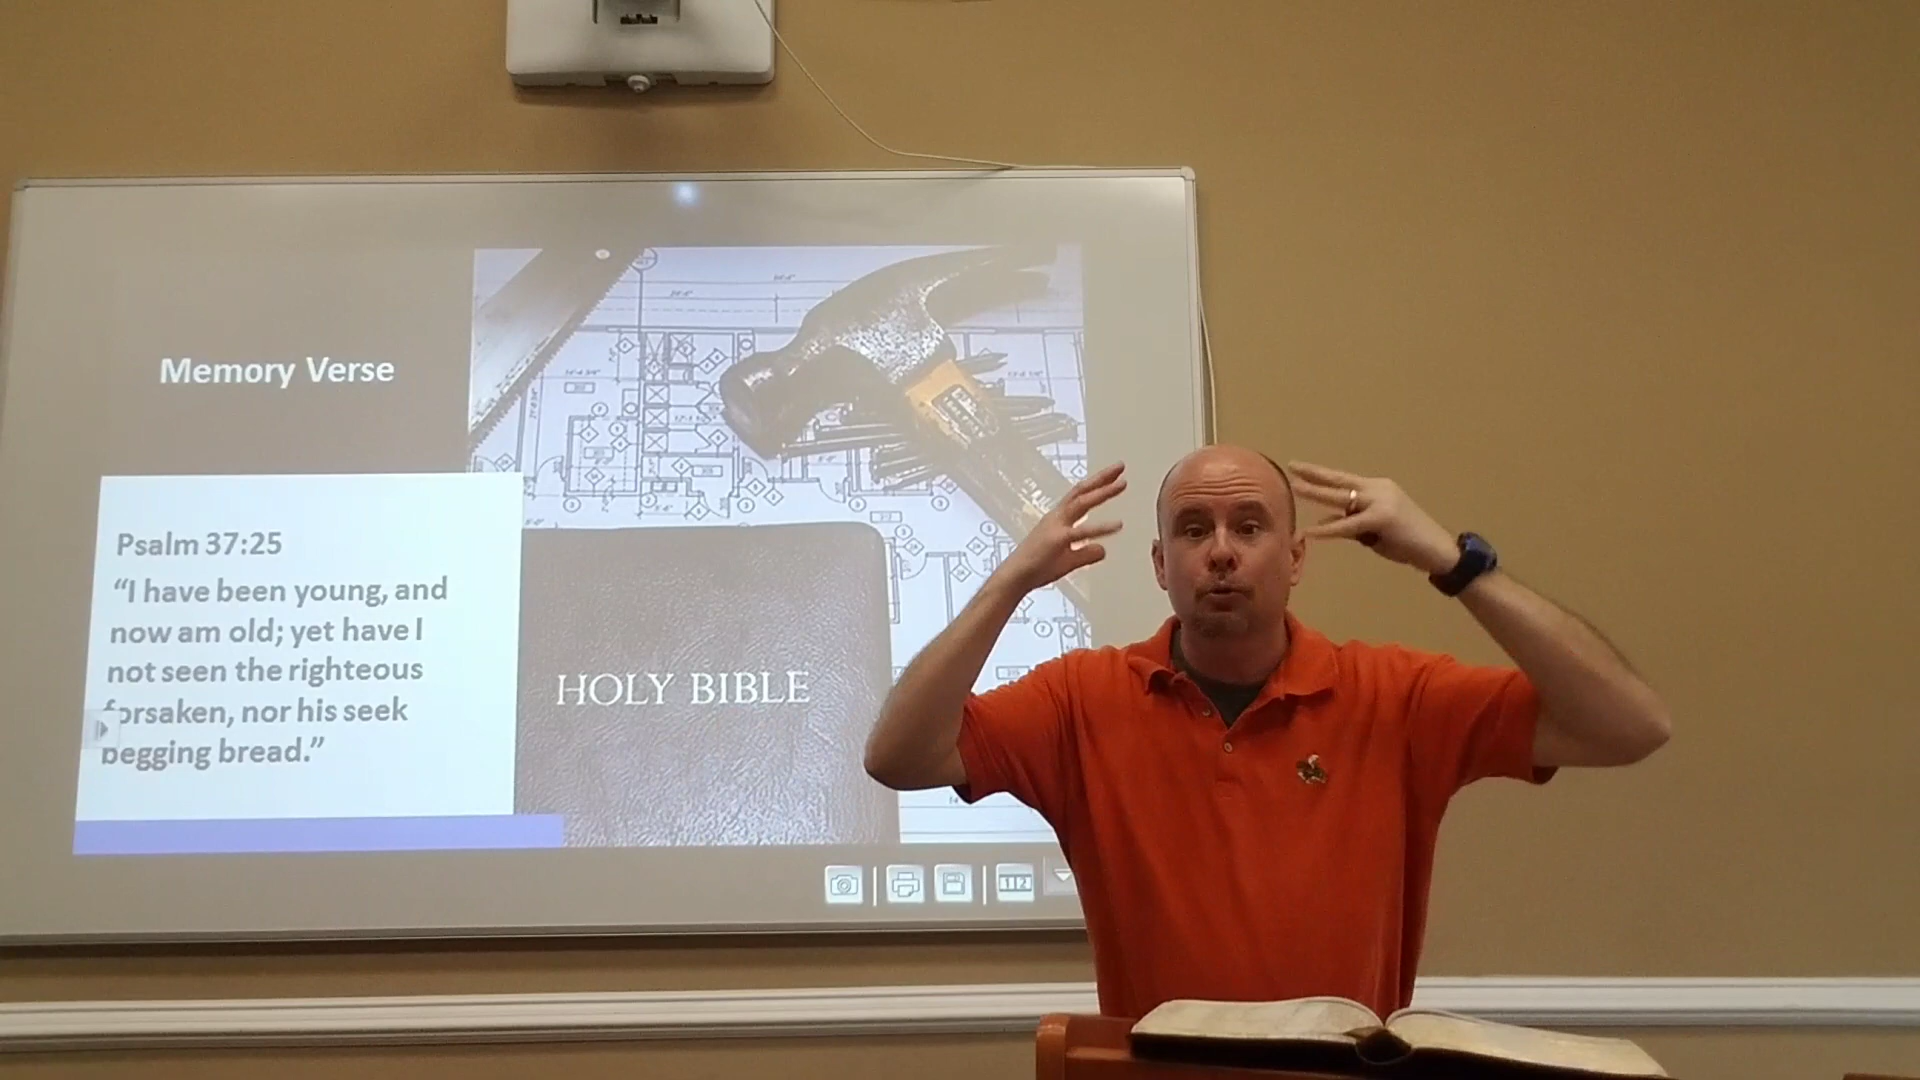 Memory Verse
Psalm 37:25
“I have been young, and
now am old; yet have I
not seen the righteous
forsaken, nor his seek
begging bread.”
HOLY BIBLE